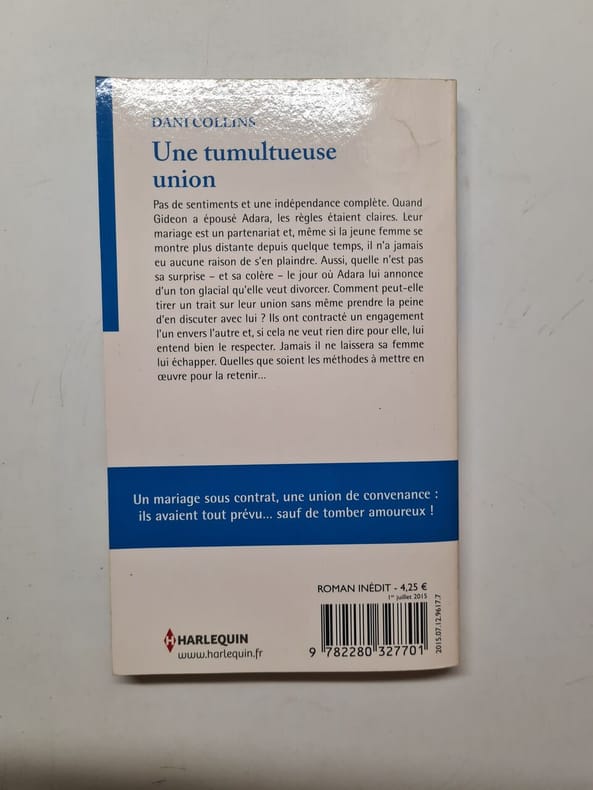 DANI COLLINS
Une tumultueuse
union
Pas de sentiments et une indépendance complète. Quand
Gideon a épousé Adara, les règles étaient claires. Leur
mariage est un partenariat et, même si la jeune femme se
montre plus distante depuis quelque temps, il n'a jamais
eu aucune raison de s'en plaindre. Aussi, quelle n'est pas
sa surprise – et sa colère – le jour où Adara lui annonce
d'un ton glacial qu'elle veut divorcer. Comment peut-elle
tirer un trait sur leur union sans même prendre la peine
d'en discuter avec lui ? Ils ont contracté un engagement
l'un envers l'autre et, si cela ne veut rien dire pour elle, lui
entend bien le respecter. Jamais il ne laissera sa femme
lui échapper. Quelles que soient les méthodes à mettre en
œuvre pour la retenir...
Un mariage sous contrat, une union de convenance :
ils avaient tout prévu... sauf de tomber amoureux !
ROMAN INÉDIT - 4,25 €
1er juillet 2015
HARLEQUIN
www.harlequin.fr
9 782280 327701
2015.07.12.9617.7